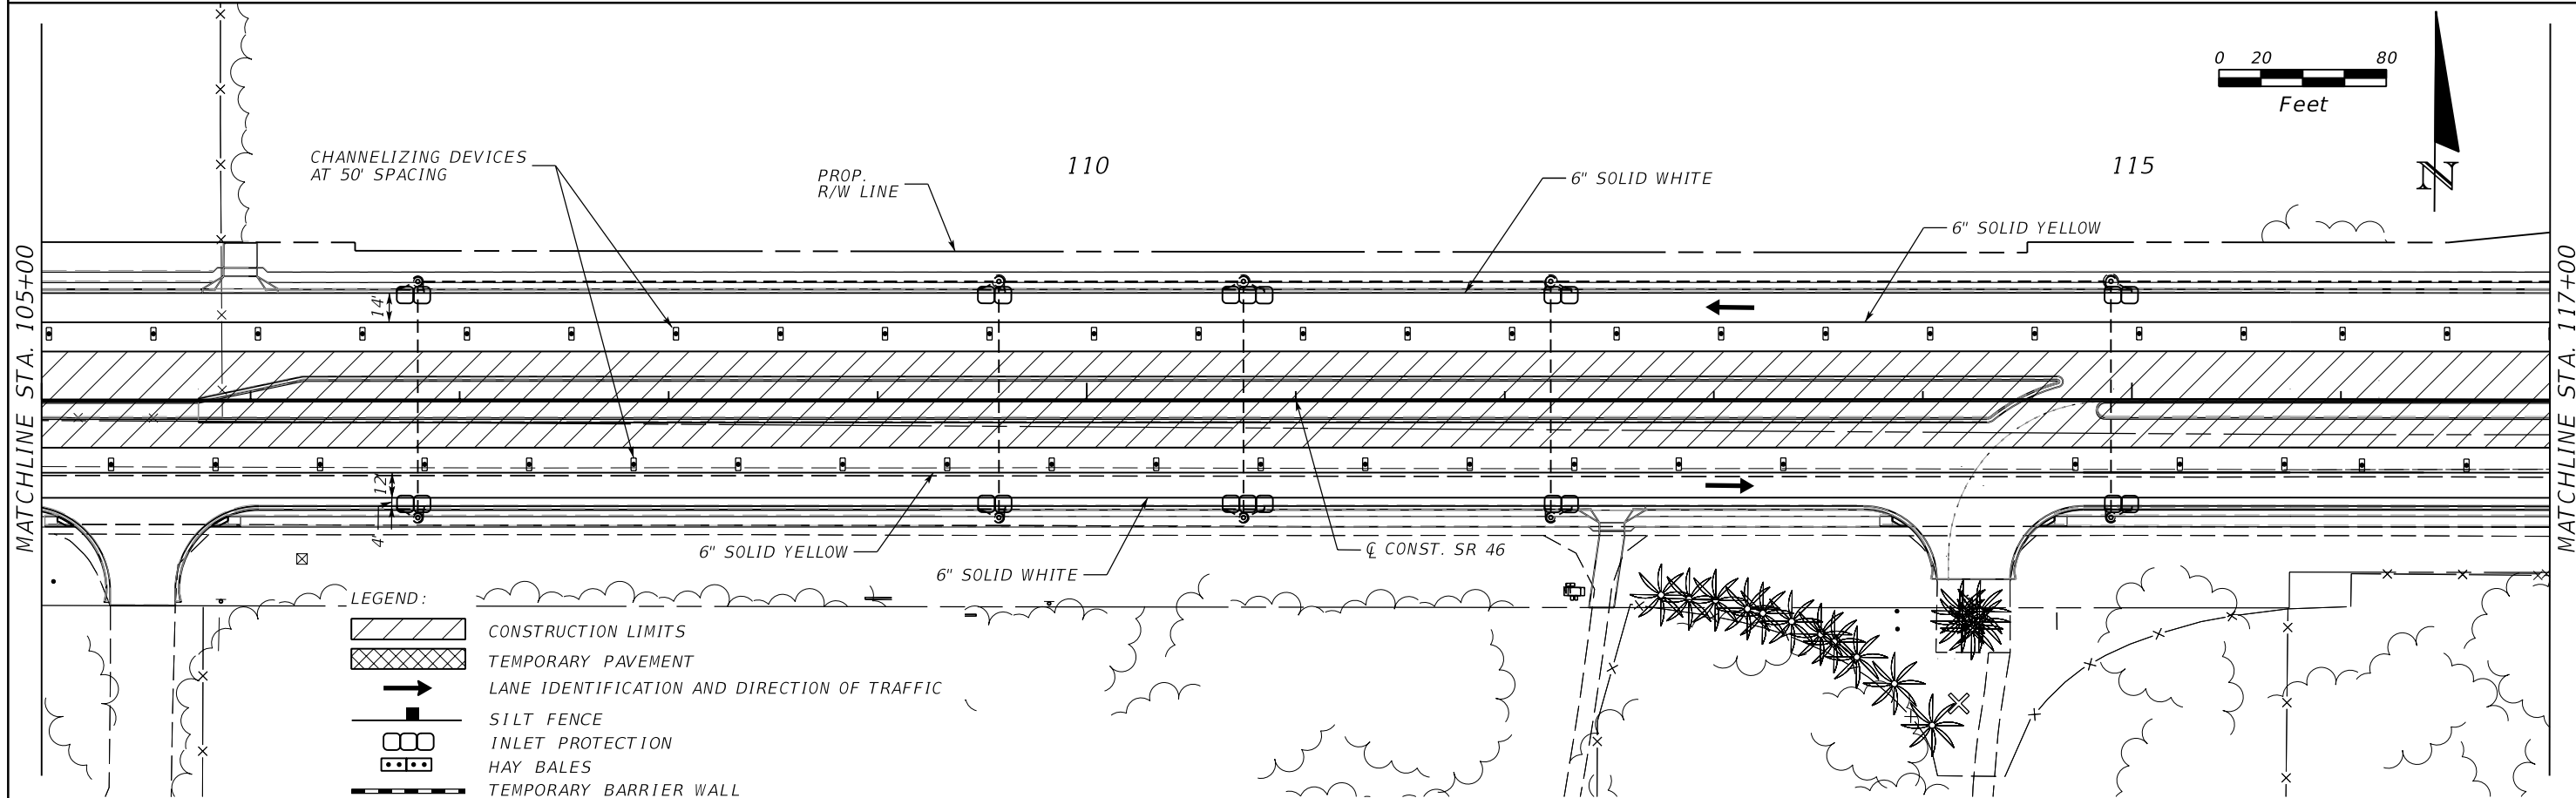 0 20 80
Feet
N
CHANNELIZING DEVICES
AT 50' SPACING
PROP.
R/W LINE
110
6" SOLID WHITE
115
6" SOLID YELLOW
MATCHLINE STA. 105+00
MATCHLINE STA. 117+00
14'
12'
4'
6" SOLID YELLOW
6" SOLID WHITE
℄ CONST. SR 46
LEGEND:
CONSTRUCTION LIMITS
TEMPORARY PAVEMENT
LANE IDENTIFICATION AND DIRECTION OF TRAFFIC
SILT FENCE
INLET PROTECTION
HAY BALES
TEMPORARY BARRIER WALL